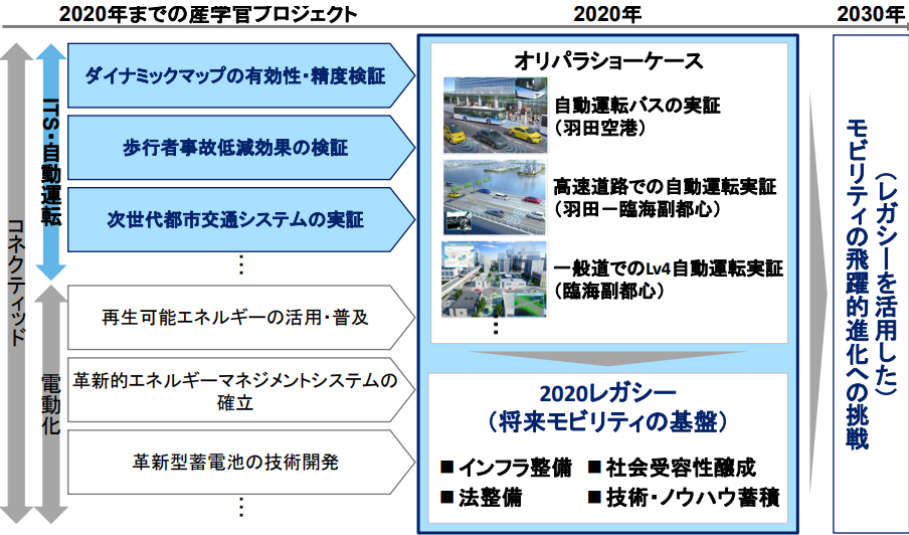 2020年までの産学官プロジェクト
2020年
2030年
コネクティッド
ITS・自動運転
ダイナミックマップの有効性・精度検証
歩行者事故低減効果の検証
次世代都市交通システムの実証
⋮
電動化
再生可能エネルギーの活用・普及
革新的エネルギーマネジメントシステムの
確立
革新型蓄電池の技術開発
⋮
オリパラショーケース
自動運転バスの実証
（羽田空港）
高速道路での自動運転実証
（羽田－臨海副都心）
一般道でのLv4自動運転実証
（臨海副都心）
⋮
2020レガシー
（将来モビリティの基盤）
■インフラ整備
■社会受容性醸成
■法整備
■技術・ノウハウ蓄積
（レガシーを活用した）
モビリティの飛躍的進化への挑戦